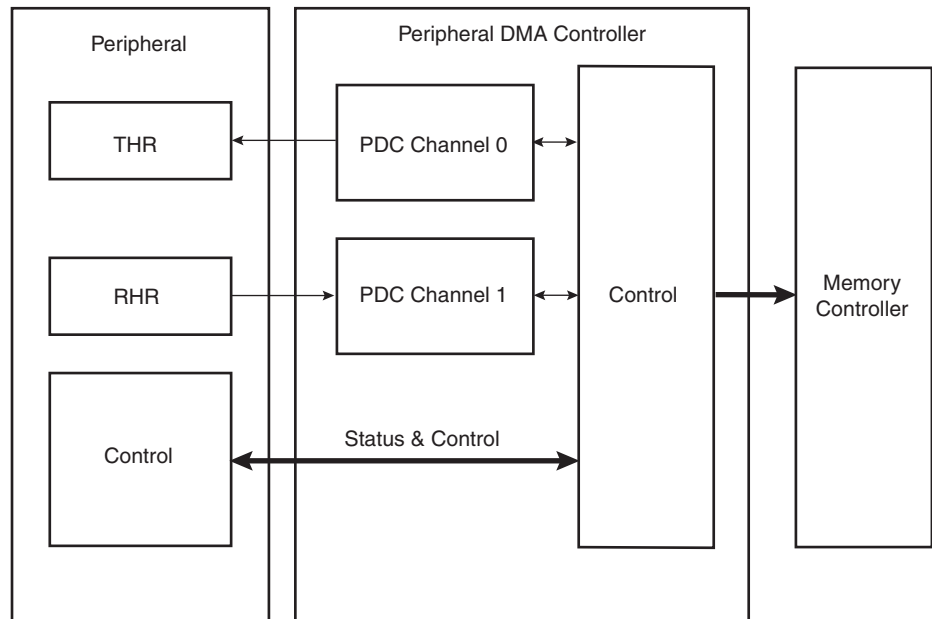 Peripheral
Peripheral DMA Controller
THR
PDC Channel 0
RHR
PDC Channel 1
Control
Memory
Controller
Status & Control
Control